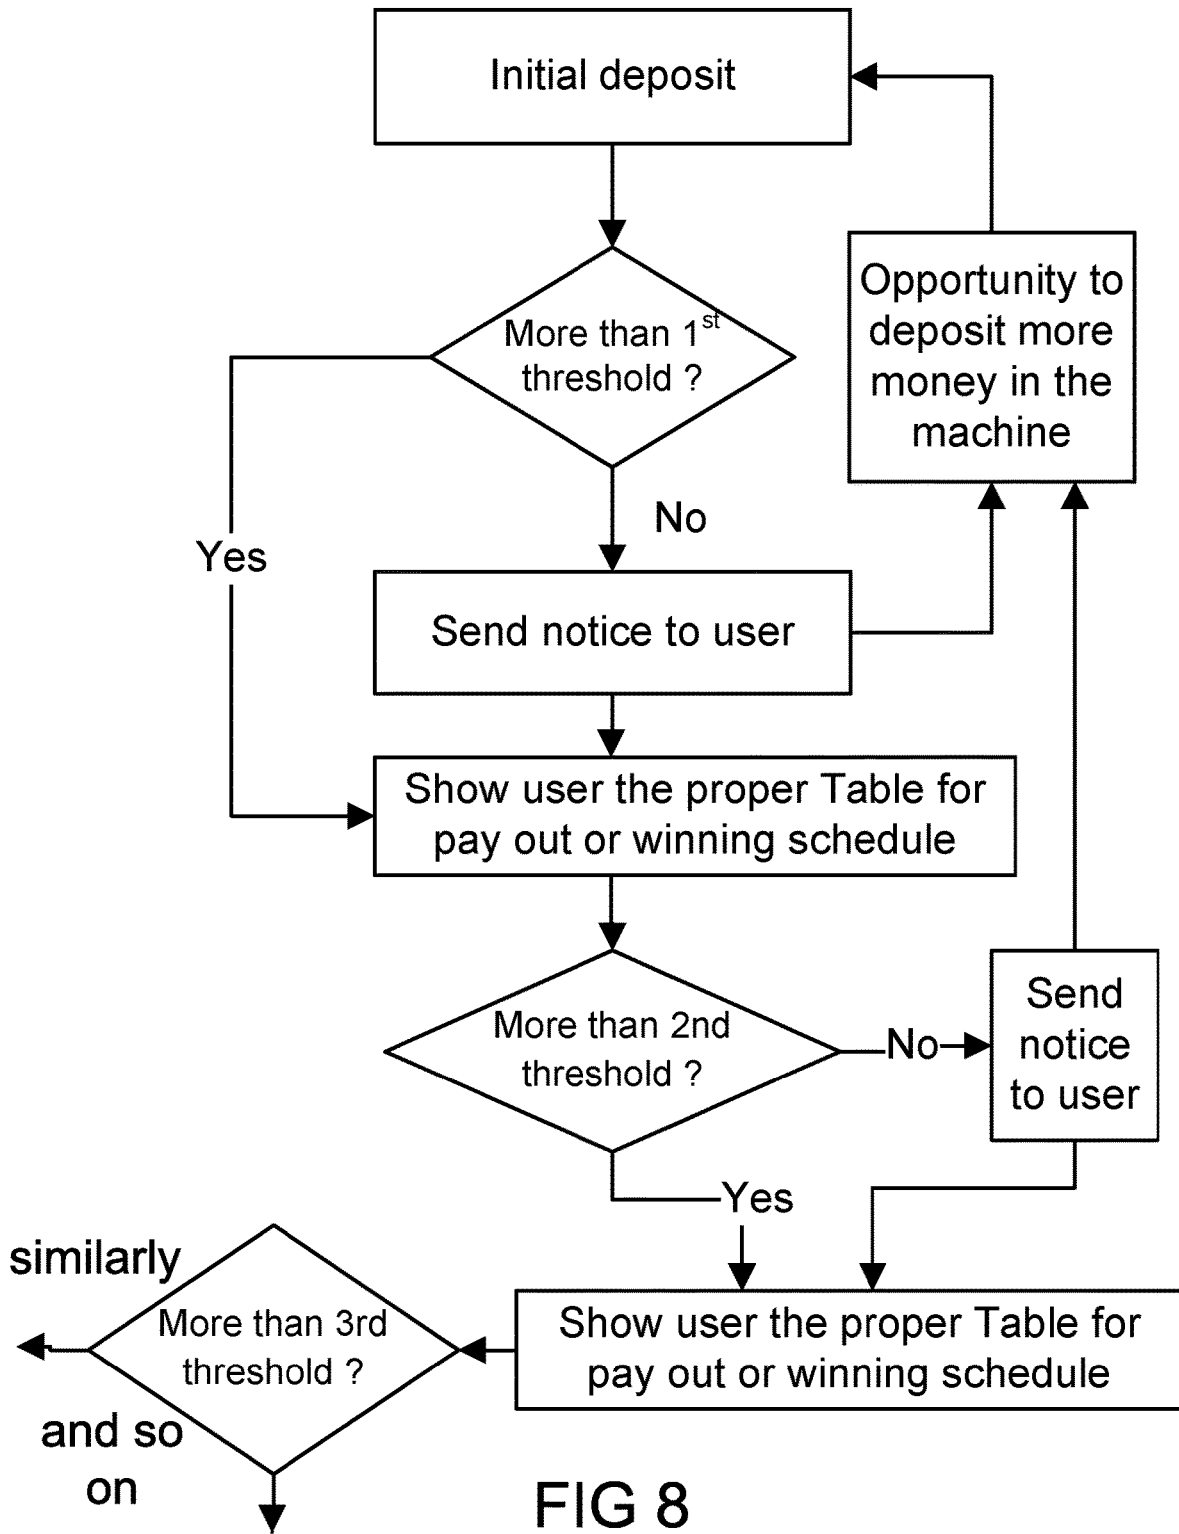 Initial deposit
Opportunity to
deposit more
money in the
machine
More than 1st
threshold ?
No
Yes
Send notice to user
Show user the proper Table for
pay out or winning schedule
More than 2nd
threshold ?
No
Send
notice
to user
Yes
similarly
More than 3rd
threshold ?
Show user the proper Table for
pay out or winning schedule
and so
on
FIG 8